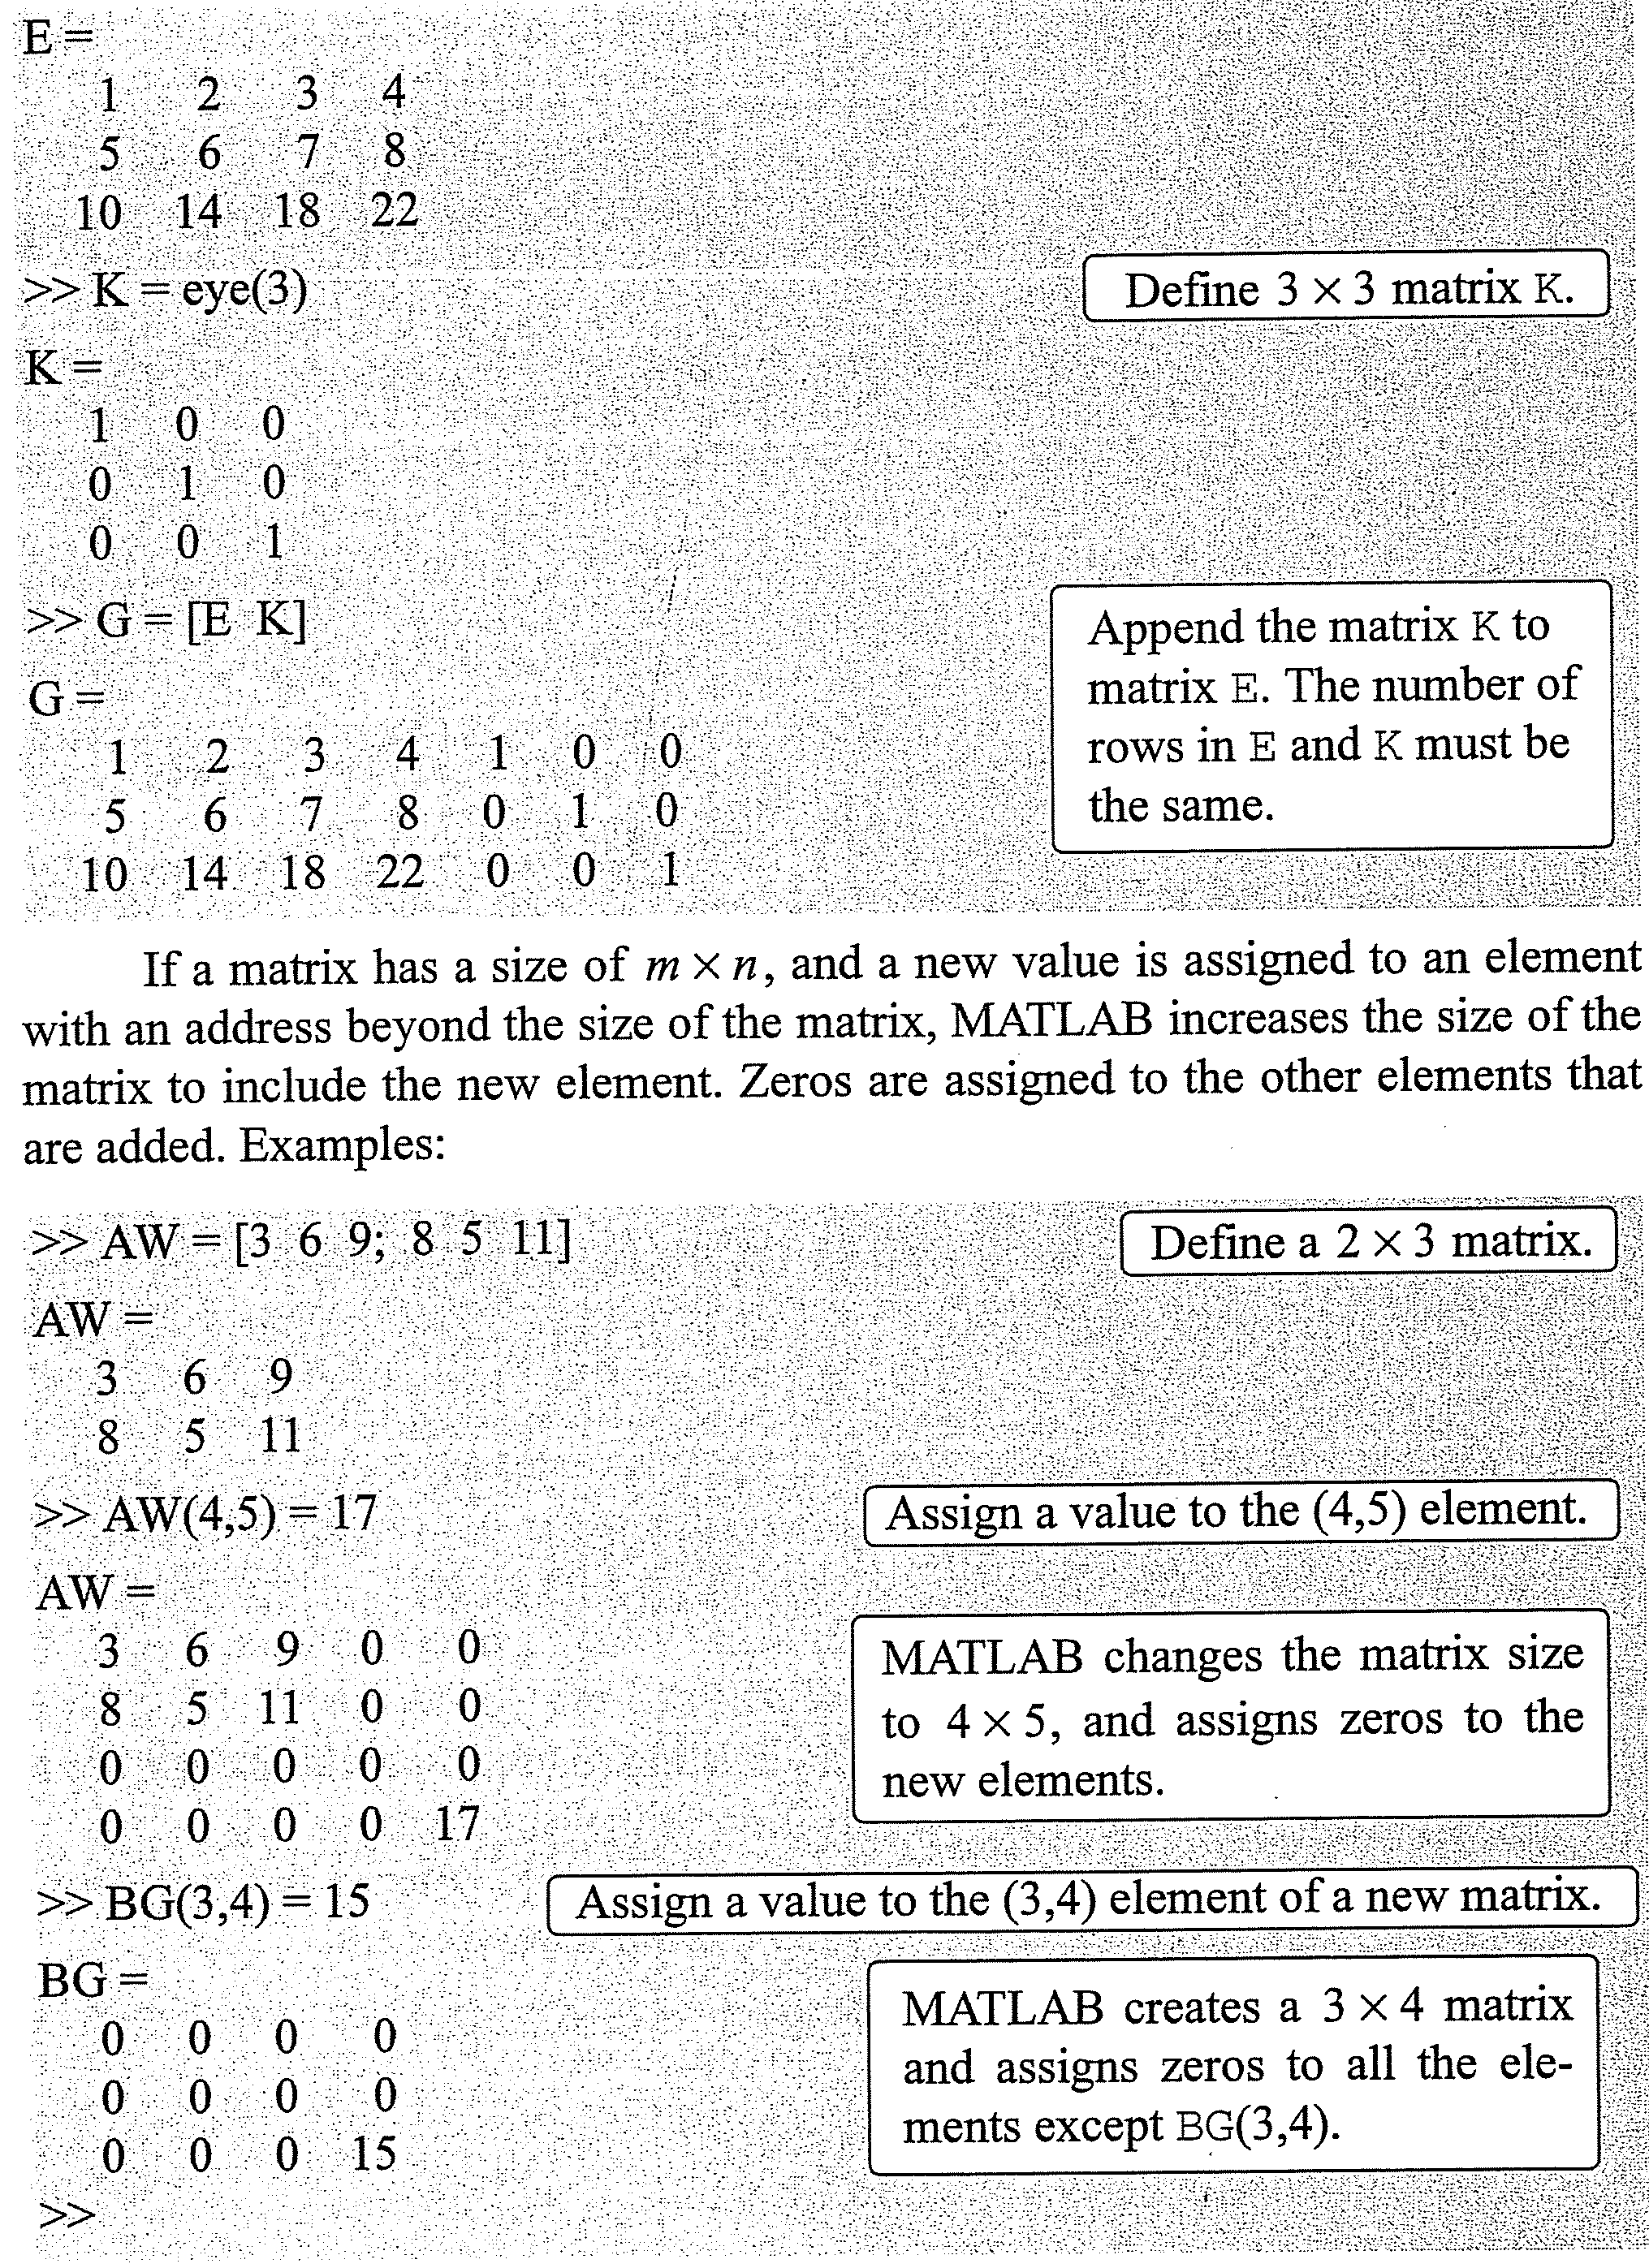 E =
1 2 3 4
5 6 7 8
10 14 18 22
>> K = eye(3)
Define 3 × 3 matrix K.
K =
1 0 0
0 1 0
0 0 1
>> G = [E K]
Append the matrix K to
matrix E. The number of
rows in E and K must be
the same.
G =
1 2 3 4 1 0 0
5 6 7 8 0 1 0
10 14 18 22 0 0 1
If a matrix has a size of m × n, and a new value is assigned to an element
with an address beyond the size of the matrix, MATLAB increases the size of the
matrix to include the new element. Zeros are assigned to the other elements that
are added. Examples:
>> AW = [3 6 9; 8 5 11]
Define a 2 × 3 matrix.
AW =
3 6 9
8 5 11
>> AW(4,5) = 17
Assign a value to the (4,5) element.
AW =
3 6 9 0 0
8 5 11 0 0
0 0 0 0 0
0 0 0 0 17
MATLAB changes the matrix size
to 4 × 5, and assigns zeros to the
new elements.
>> BG(3,4) = 15
Assign a value to the (3,4) element of a new matrix.
BG =
0 0 0 0
0 0 0 0
0 0 0 15
MATLAB creates a 3 × 4 matrix
and assigns zeros to all the ele-
ments except BG(3,4).
>>